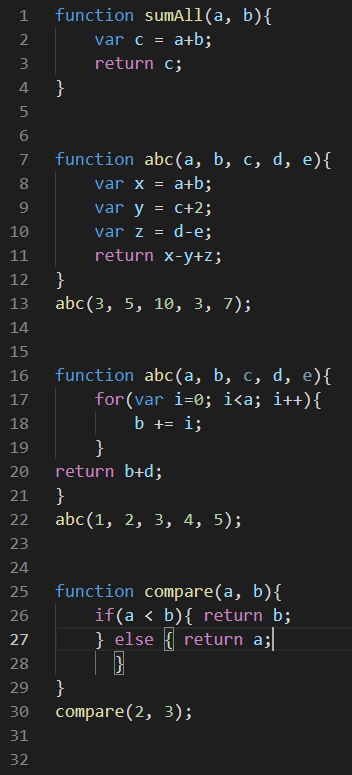 1 function sumAll(a, b){
2     var c = a+b;
3     return c;
4 }
5
6
7 function abc(a, b, c, d, e){
8     var x = a+b;
9     var y = c+2;
10     var z = d-e;
11     return x-y+z;
12 }
13 abc(3, 5, 10, 3, 7);
14
15
16 function abc(a, b, c, d, e){
17     for(var i=0; i<a; i++){
18         b += i;
19     }
20 return b+d;
21 }
22 abc(1, 2, 3, 4, 5);
23
24
25 function compare(a, b){
26     if(a < b){ return b;
27     } else { return a;
28       }
29 }
30 compare(2, 3);
31
32